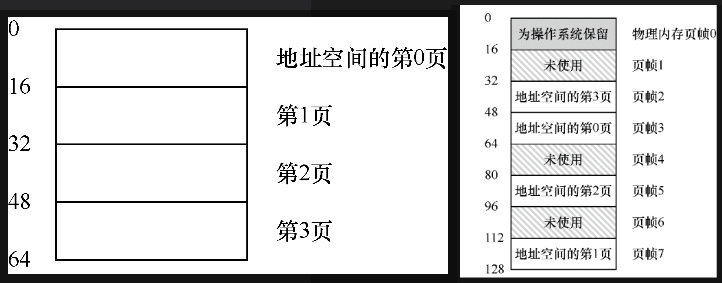 0
地址空间的第0页
16
第1页
32
第2页
48
第3页
64
0
为操作系统保留 物理内存页帧0
16
未使用 页帧1
32
地址空间的第3页 页帧2
48
地址空间的第0页 页帧3
64
未使用 页帧4
80
地址空间的第2页 页帧5
96
未使用 页帧6
112
地址空间的第1页 页帧7
128